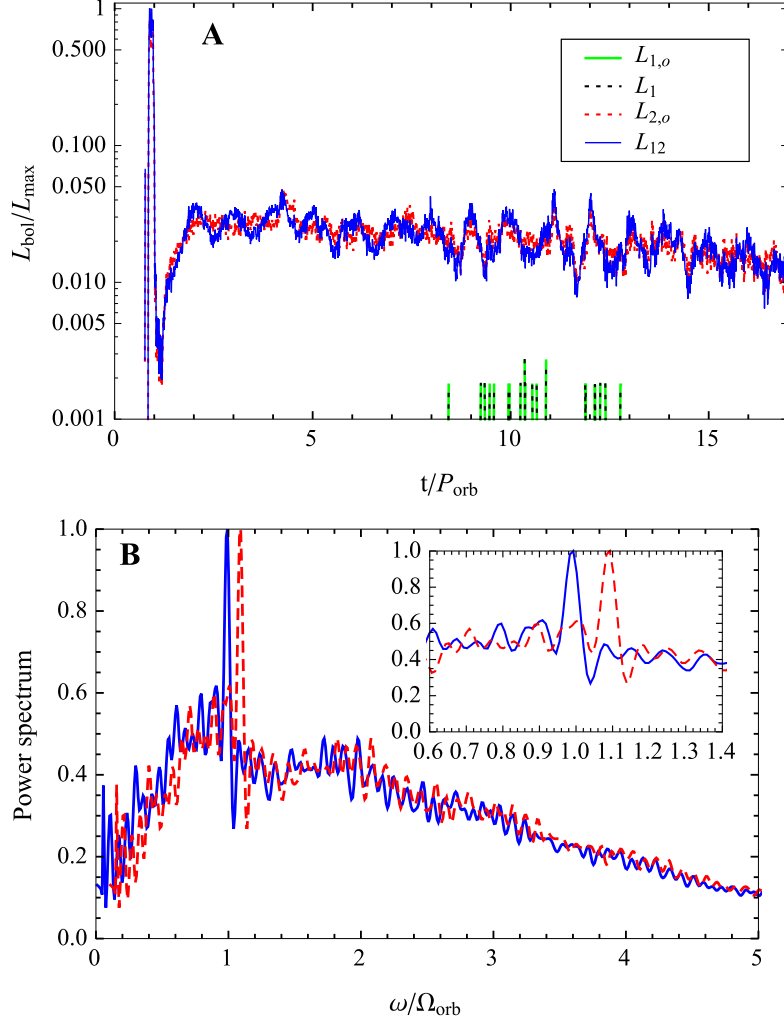 A
1
0.500
0.100
0.050
0.010
0.005
0.001
L_bol/L_max
L_{1,o}
L_1
L_{2,o}
L_{12}
0 5 10 15
t/P_orb
B
1.0
0.8
0.6
0.4
0.2
0.0
Power spectrum
1.0
0.8
0.6
0.4
0.2
0.0
0.6 0.7 0.8 0.9 1.0 1.1 1.2 1.3 1.4
0 1 2 3 4 5
ω/Ω_orb